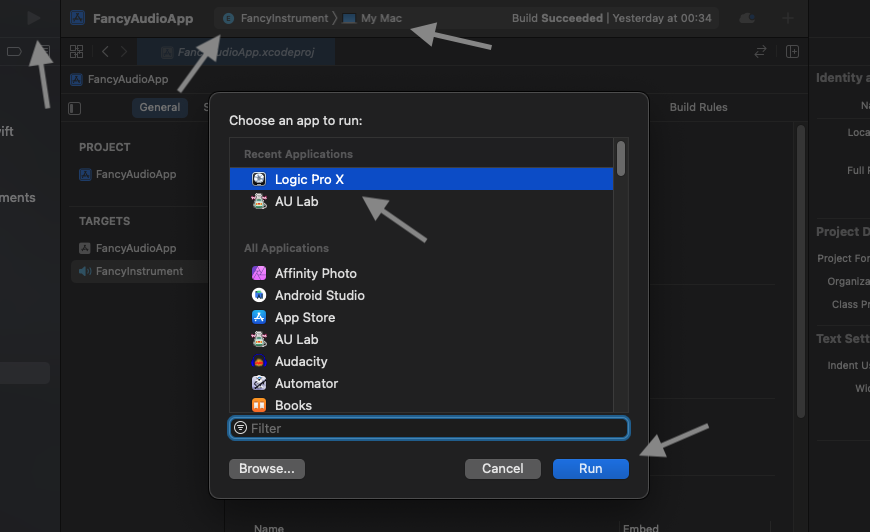 FancyAudioApp
FancyInstrument 〉 My Mac
Build Succeeded | Yesterday at 00:34
FancyAudioApp.xcodeproj
FancyAudioApp
General
Build Rules
PROJECT
FancyAudioApp
TARGETS
FancyAudioApp
FancyInstrument
ift
ments
Choose an app to run:
Recent Applications
Logic Pro X
AU Lab
All Applications
Affinity Photo
Android Studio
App Store
AU Lab
Audacity
Automator
Books
Filter
Browse...
Cancel
Run
Identity a
Na
Loca
Full P
Project D
Project For
Organiza
Class Pr
Text Sett
Indent Us
Wid
Name
Embed